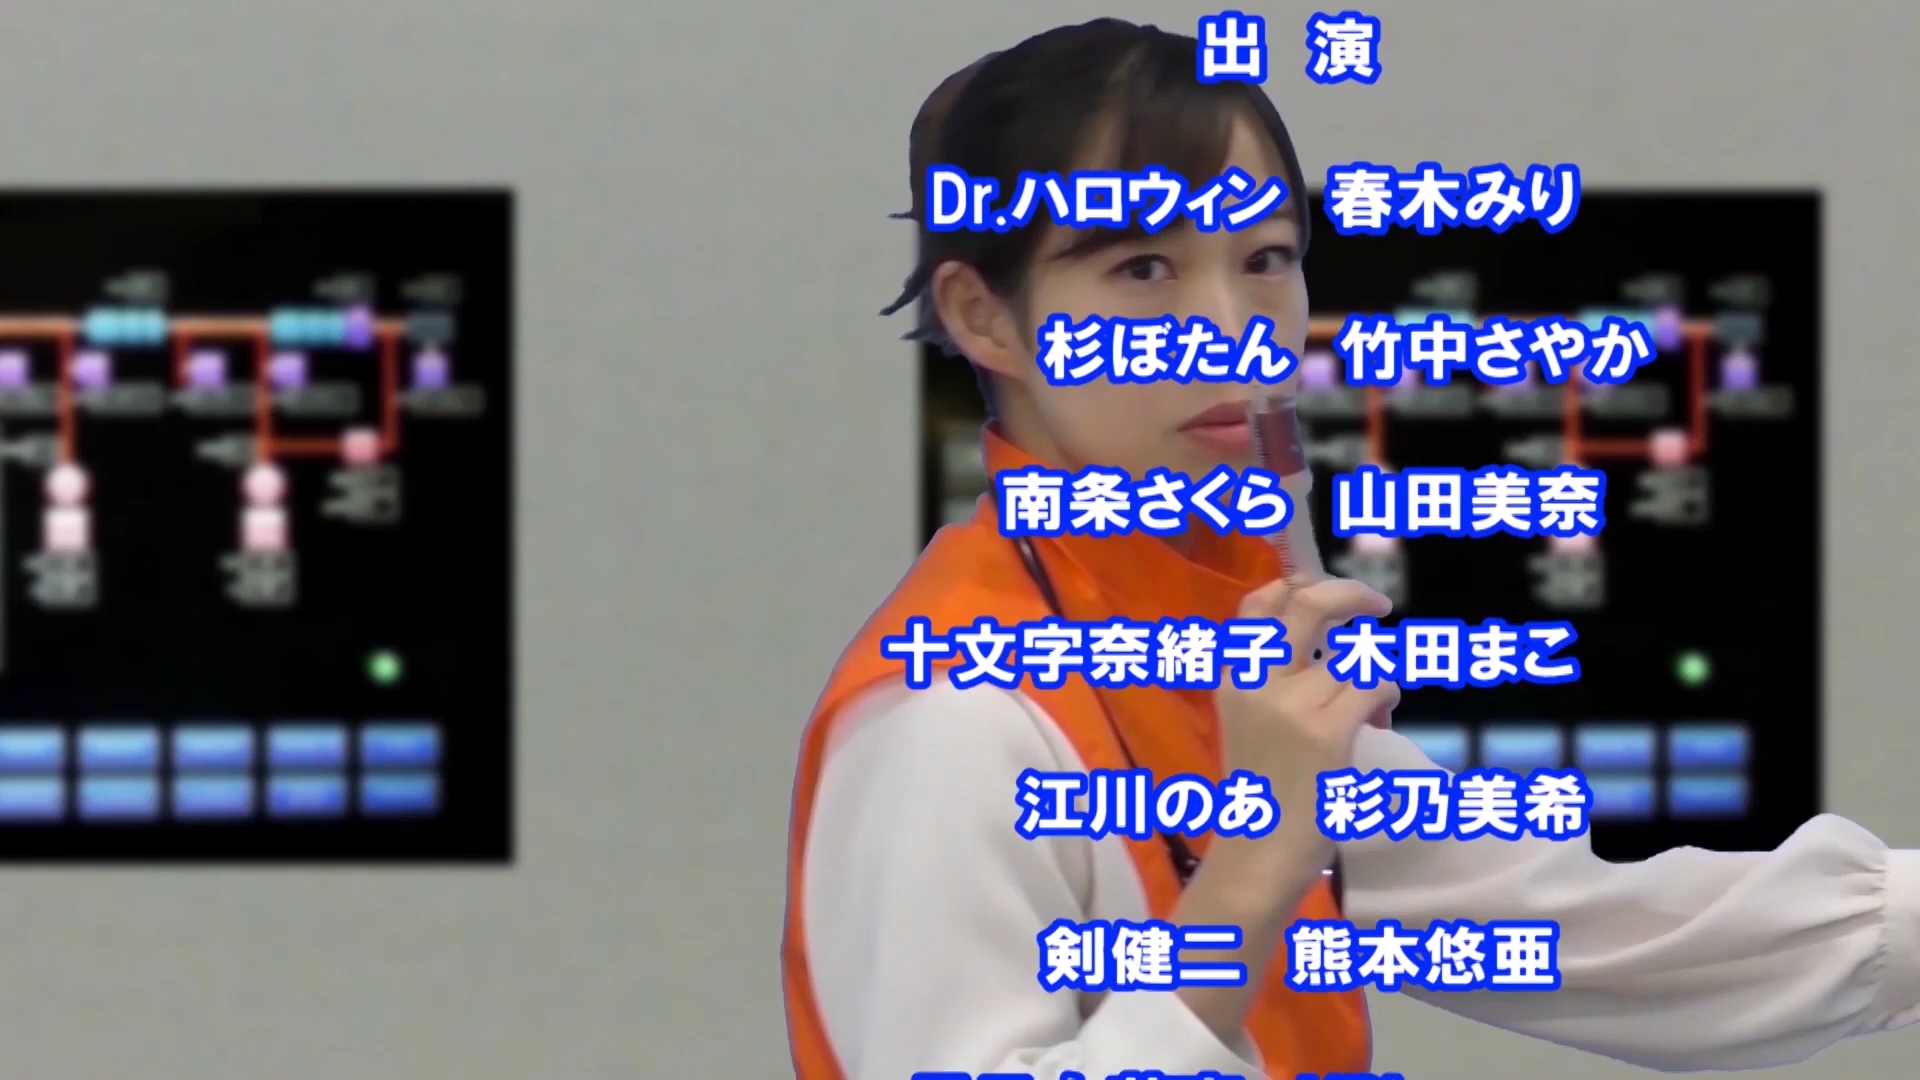 出 演
Dr.ハロウィン 春木みり
杉ぼたん 竹中さやか
南条さくら 山田美奈
十文字奈緒子 木田まこ
江川のあ 彩乃美希
剣健二 熊本悠亜